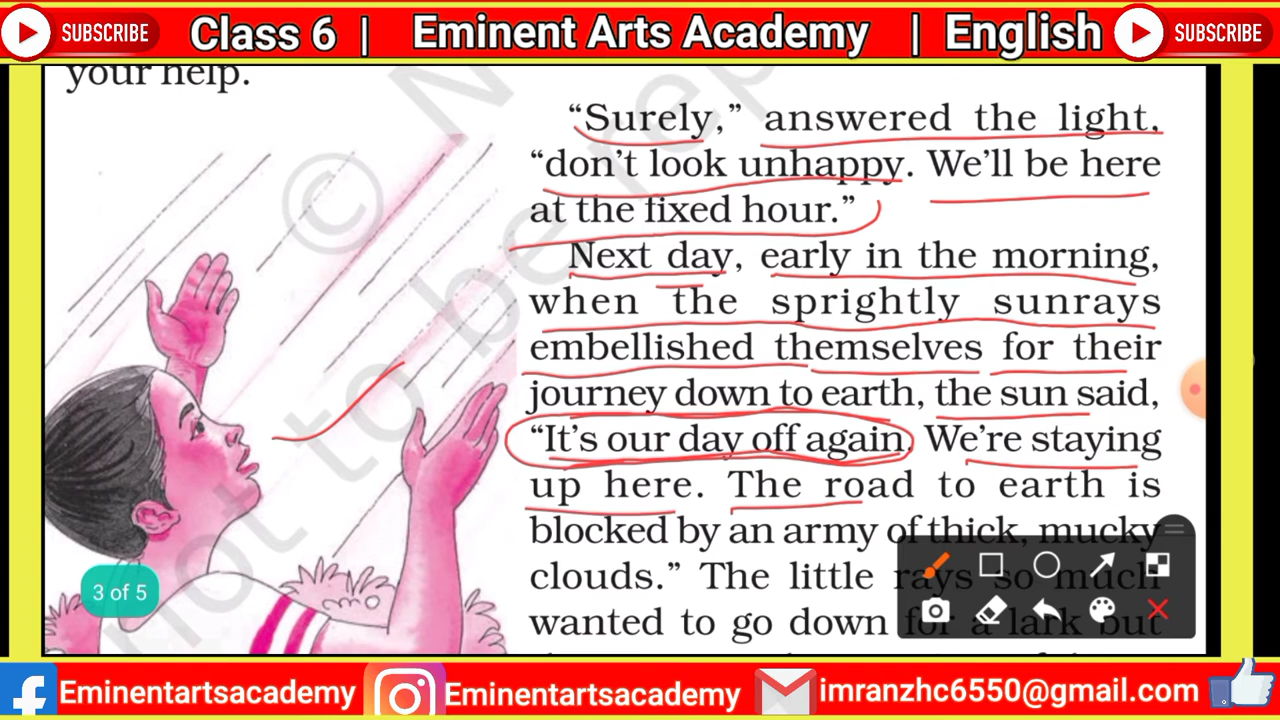 SUBSCRIBE Class 6 | Eminent Arts Academy | English SUBSCRIBE
your help.
© not to be rep
“Surely,” answered the light,
“don’t look unhappy. We’ll be here
at the fixed hour.”
Next day, early in the morning,
when the sprightly sunrays
embellished themselves for their
journey down to earth, the sun said,
“It’s our day off again. We’re staying
up here. The road to earth is
blocked by an army of thick, mucky
clouds.” The little rays so much
wanted to go down for a lark but
3 of 5
Eminentartsacademy Eminentartsacademy imranzhc6550@gmail.com